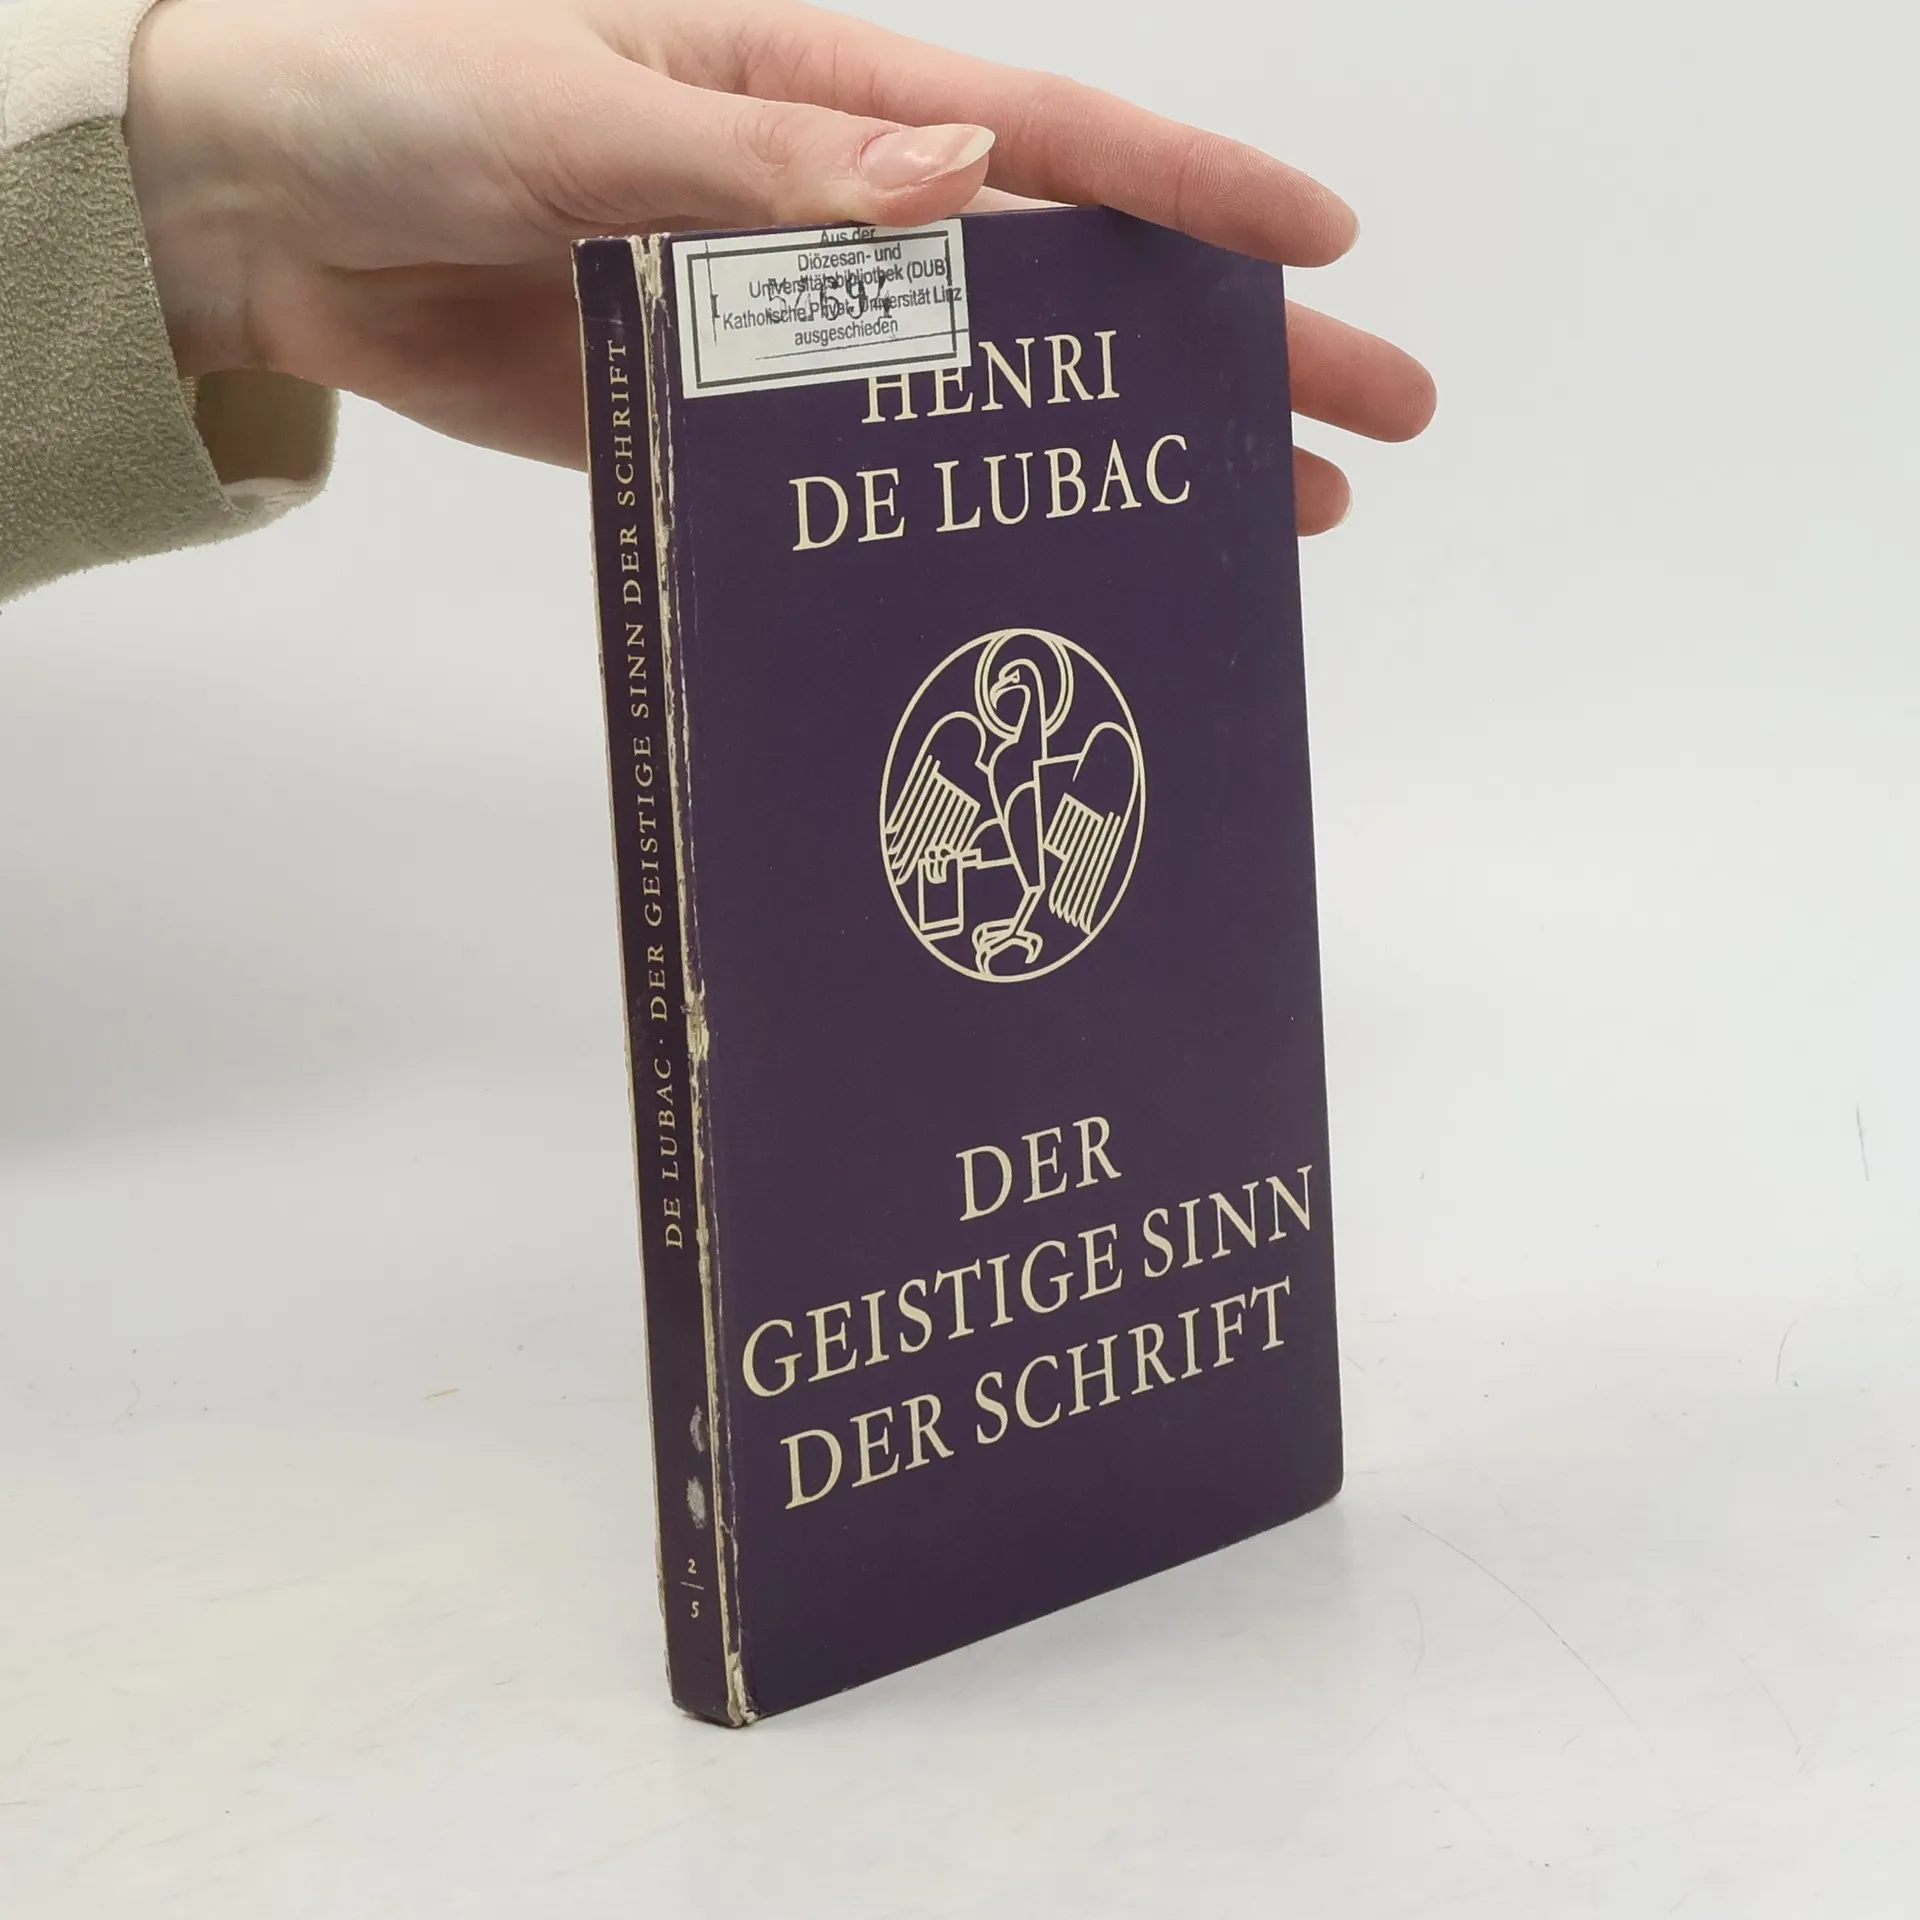 Aus der
Diözesan- und
Universitätsbibliothek (DUB)
Katholische Privat-Universität Linz
ausgeschieden
I 54694
HENRI
DE LUBAC
DER
GEISTIGE SINN
DER SCHRIFT
DE LUBAC · DER GEISTIGE SINN DER SCHRIFT
2/5